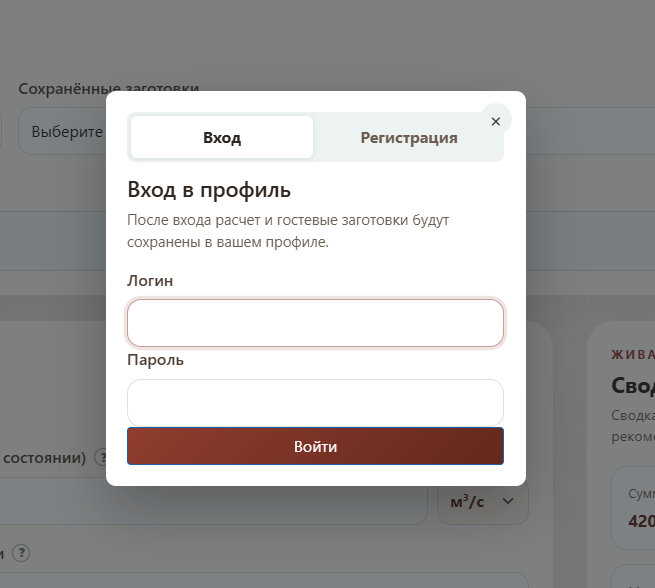 Сохранённые заготовки
Выберите
×
Вход
Регистрация
Вход в профиль
После входа расчет и гостевые заготовки будут
сохранены в вашем профиле.
Логин
Пароль
Войти
состоянии) ?
м³/с
и ?
ЖИВА
Свод
Сводка
реком
Сумм
420